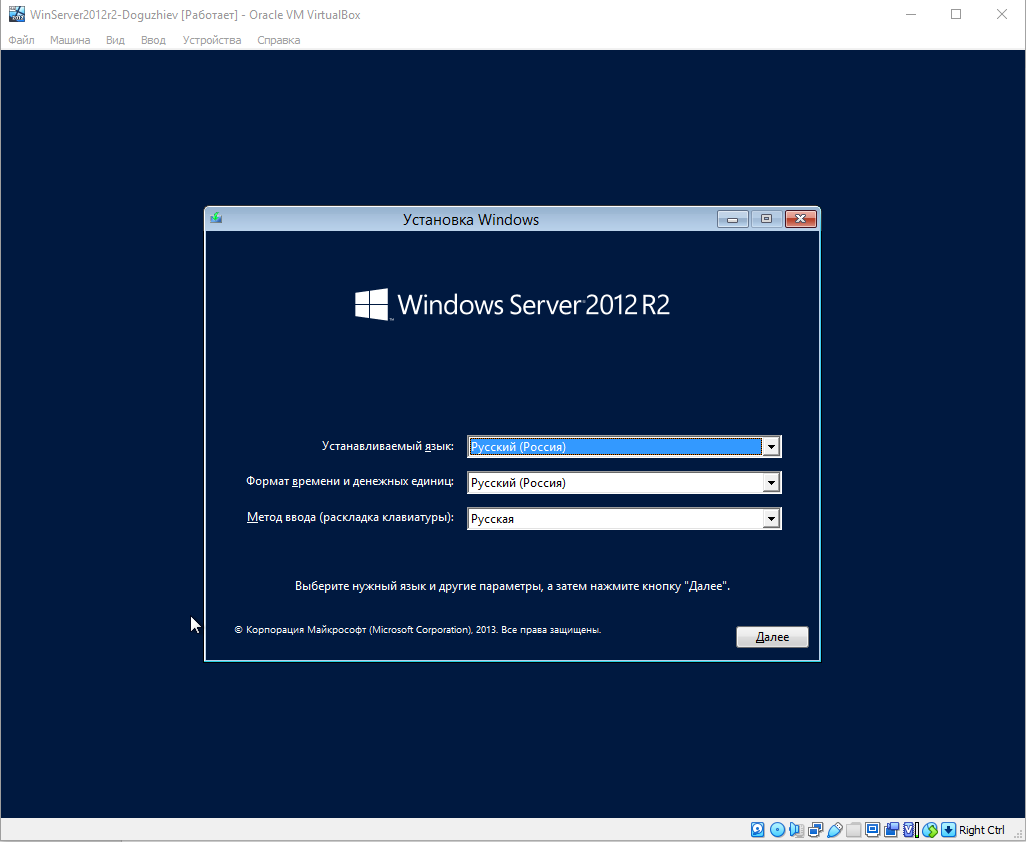 WinServer2012r2-Doguzhiev [Работает] - Oracle VM VirtualBox
Файл Машина Вид Ввод Устройства Справка
Установка Windows
Windows Server 2012 R2
Устанавливаемый язык: Русский (Россия)
Формат времени и денежных единиц: Русский (Россия)
Метод ввода (раскладка клавиатуры): Русская
Выберите нужный язык и другие параметры, а затем нажмите кнопку "Далее".
© Корпорация Майкрософт (Microsoft Corporation), 2013. Все права защищены.
Далее
Right Ctrl